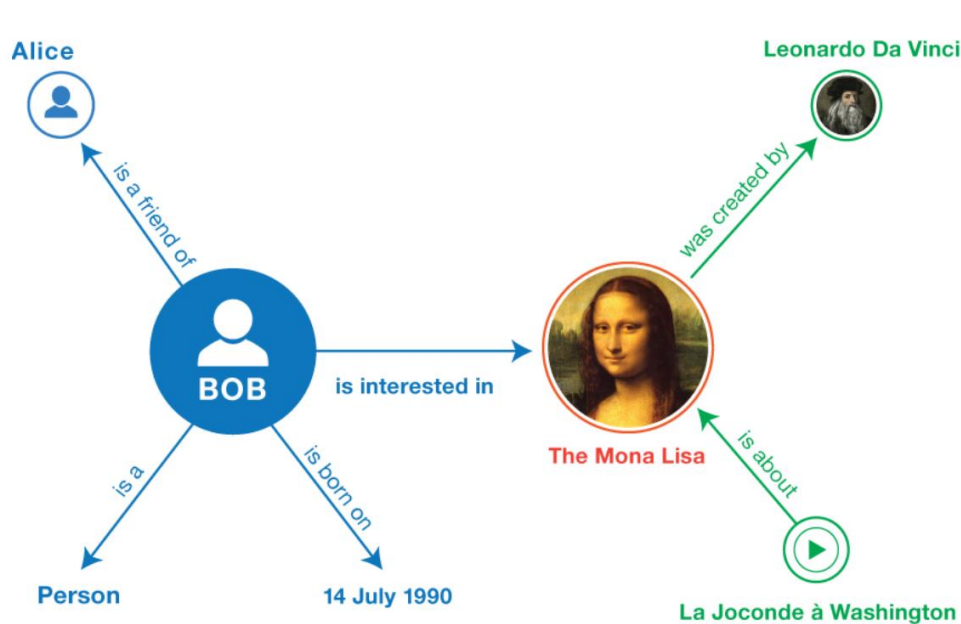 Alice
Leonardo Da Vinci
is a friend of
was created by
BOB
is interested in
The Mona Lisa
is a
is born on
is about
Person
14 July 1990
La Joconde à Washington